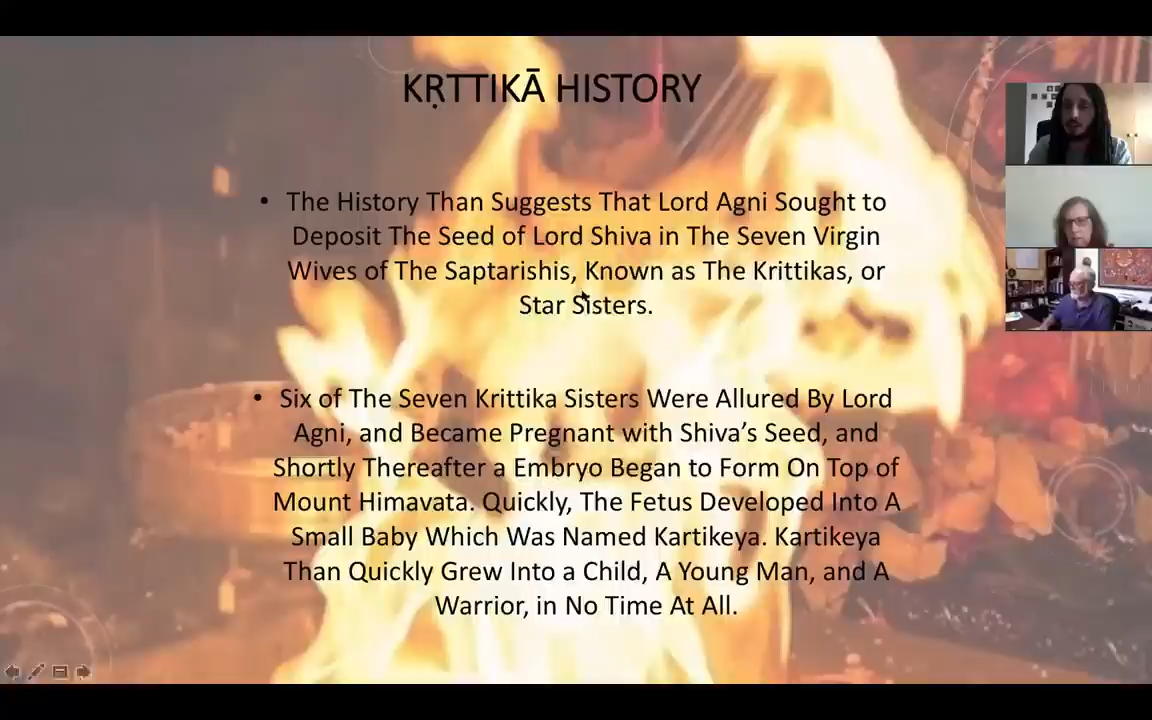 KṚTTIKĀ HISTORY
• The History Than Suggests That Lord Agni Sought to
Deposit The Seed of Lord Shiva in The Seven Virgin
Wives of The Saptarishis, Known as The Krittikas, or
Star Sisters.
• Six of The Seven Krittika Sisters Were Allured By Lord
Agni, and Became Pregnant with Shiva’s Seed, and
Shortly Thereafter a Embryo Began to Form On Top of
Mount Himavata. Quickly, The Fetus Developed Into A
Small Baby Which Was Named Kartikeya. Kartikeya
Than Quickly Grew Into a Child, A Young Man, and A
Warrior, in No Time At All.